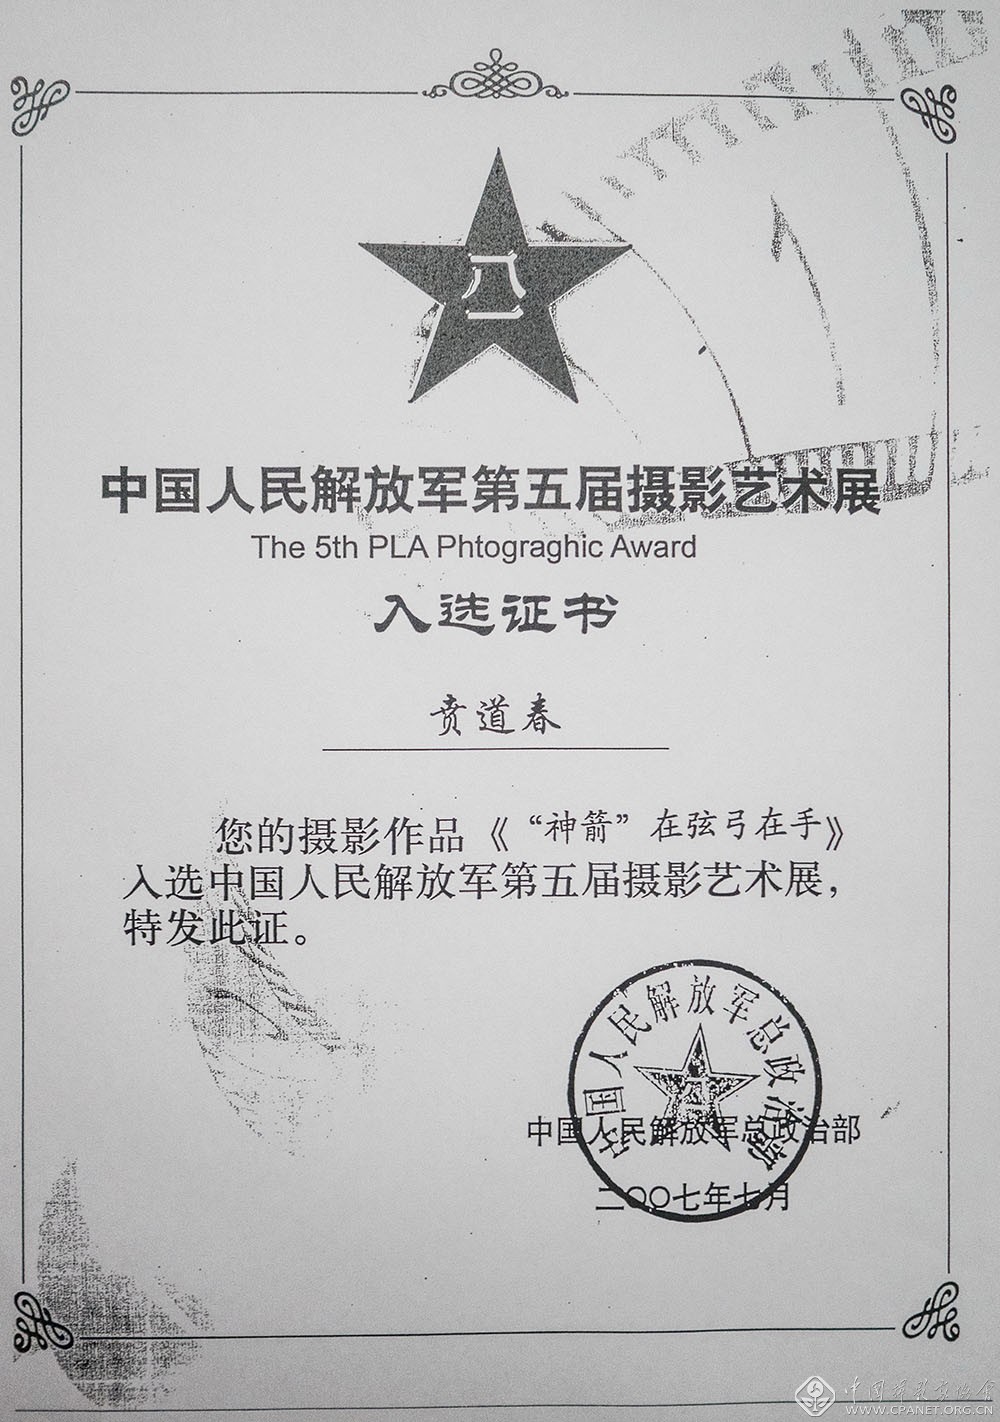 八一
中国人民解放军第五届摄影艺术展
The 5th PLA Phtograghic Award
入选证书
贲道春
您的摄影作品《“神箭”在弦弓在手》
入选中国人民解放军第五届摄影艺术展，
特发此证。
中国人民解放军总政治部
八一
中国人民解放军总政治部
二〇〇七年七月
中国摄影家协会
WWW.CPANET.ORG.CN